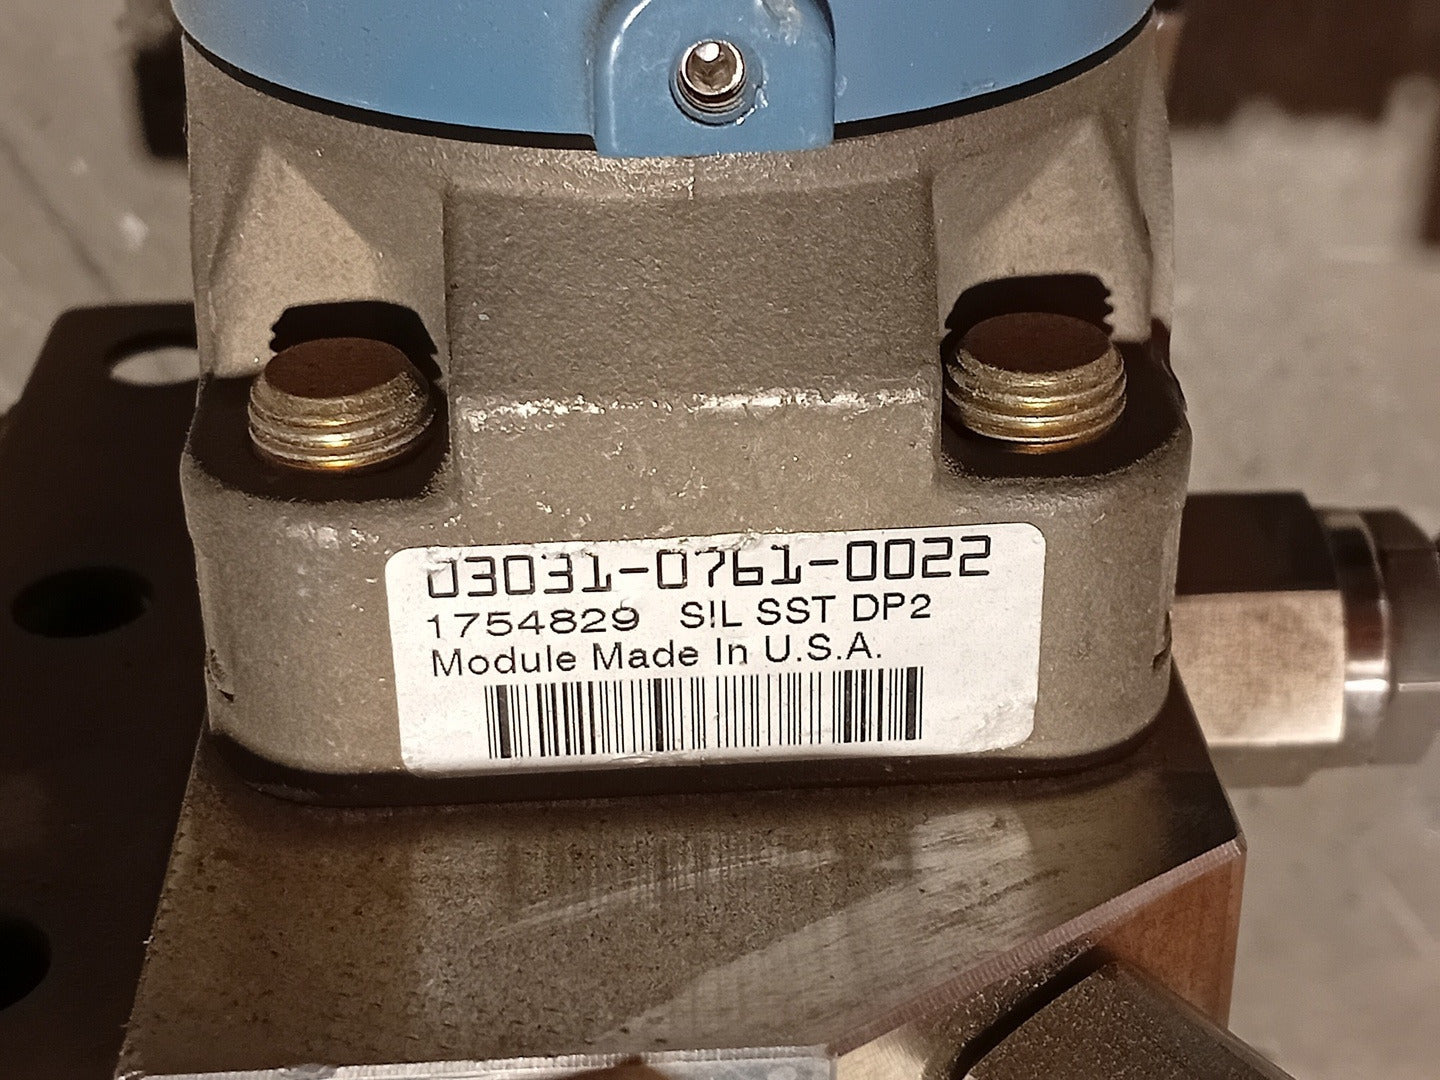 03031-0761-0022
1754829 SIL SST DP2
Module Made In U.S.A.